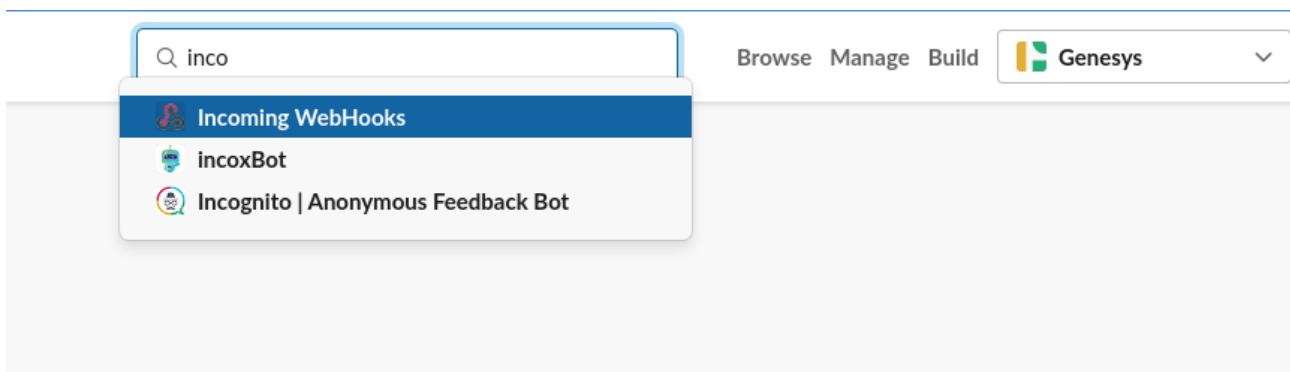 inco
Browse Manage Build Genesys
Incoming WebHooks
incoxBot
Incognito | Anonymous Feedback Bot